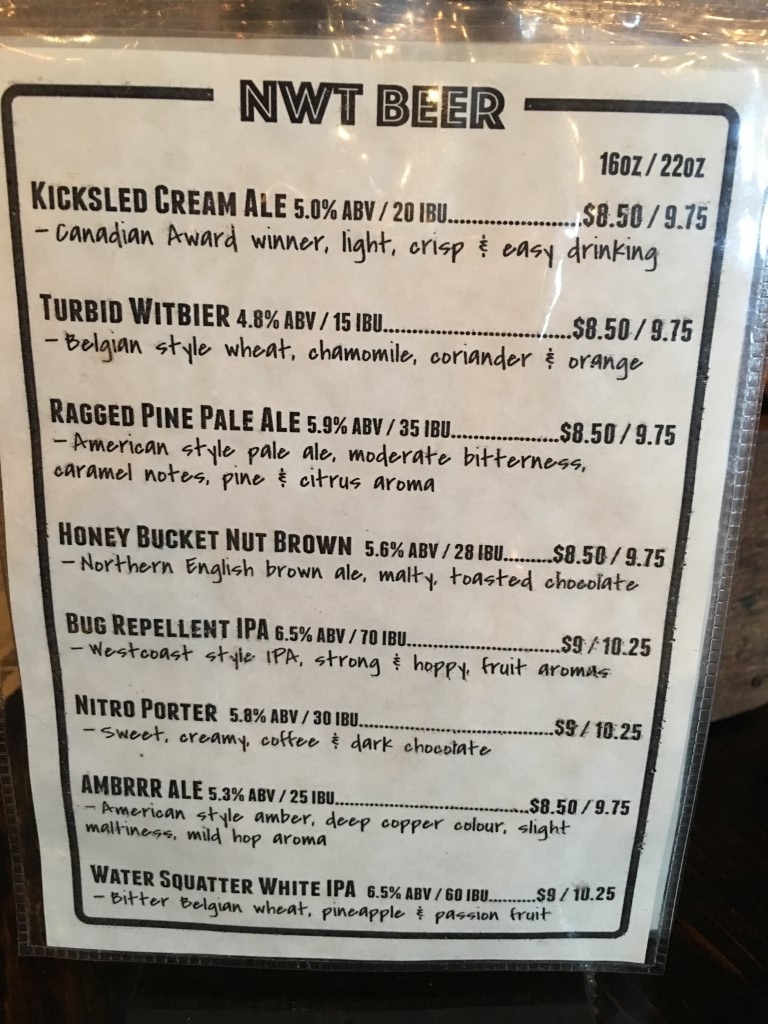 NWT BEER
16OZ / 22OZ
KICKSLED CREAM ALE 5.0% ABV / 20 IBU..............................$8.50 / 9.75
- Canadian Award winner, light, crisp & easy drinking
TURBID WITBIER 4.8% ABV / 15 IBU..............................$8.50 / 9.75
- Belgian style wheat, chamomile, coriander & orange
RAGGED PINE PALE ALE 5.9% ABV / 35 IBU....................$8.50 / 9.75
- American style pale ale, moderate bitterness,
caramel notes, pine & citrus aroma
HONEY BUCKET NUT BROWN 5.6% ABV / 28 IBU.........$8.50 / 9.75
- Northern English brown ale, malty, toasted chocolate
BUG REPELLENT IPA 6.5% ABV / 70 IBU..............................$9 / 10.25
- Westcoast style IPA, strong & hoppy, fruit aromas
NITRO PORTER 5.8% ABV / 30 IBU........................................$9 / 10.25
- Sweet, creamy, coffee & dark chocolate
AMBRRR ALE 5.3% ABV / 25 IBU........................................$8.50 / 9.75
- American style amber, deep copper colour, slight
maltiness, mild hop aroma
WATER SQUATTER WHITE IPA 6.5% ABV / 60 IBU..........$9 / 10.25
- Bitter Belgian wheat, pineapple & passion fruit